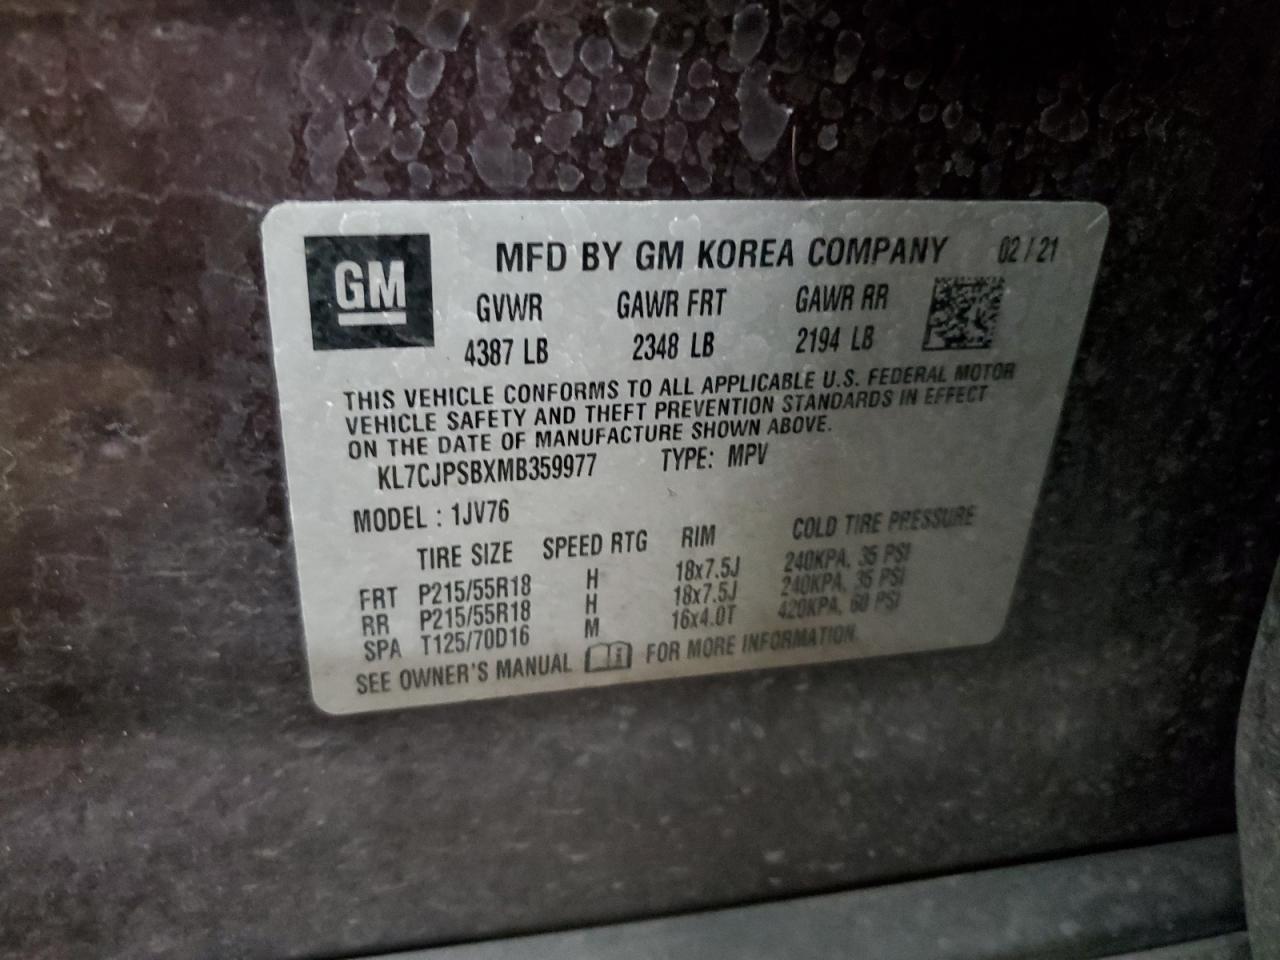 GM
MFD BY GM KOREA COMPANY 02/21
GVWR GAWR FRT GAWR RR
4387 LB 2348 LB 2194 LB
THIS VEHICLE CONFORMS TO ALL APPLICABLE U.S. FEDERAL MOTOR
VEHICLE SAFETY AND THEFT PREVENTION STANDARDS IN EFFECT
ON THE DATE OF MANUFACTURE SHOWN ABOVE.
KL7CJPSBXMB359977 TYPE: MPV
MODEL : 1JV76
TIRE SIZE SPEED RTG RIM COLD TIRE PRESSURE
FRT P215/55R18 H 18x7.5J 240KPA, 35 PSI
RR P215/55R18 H 18x7.5J 240KPA, 35 PSI
SPA T125/70D16 M 16x4.0T 420KPA, 60 PSI
SEE OWNER'S MANUAL FOR MORE INFORMATION.